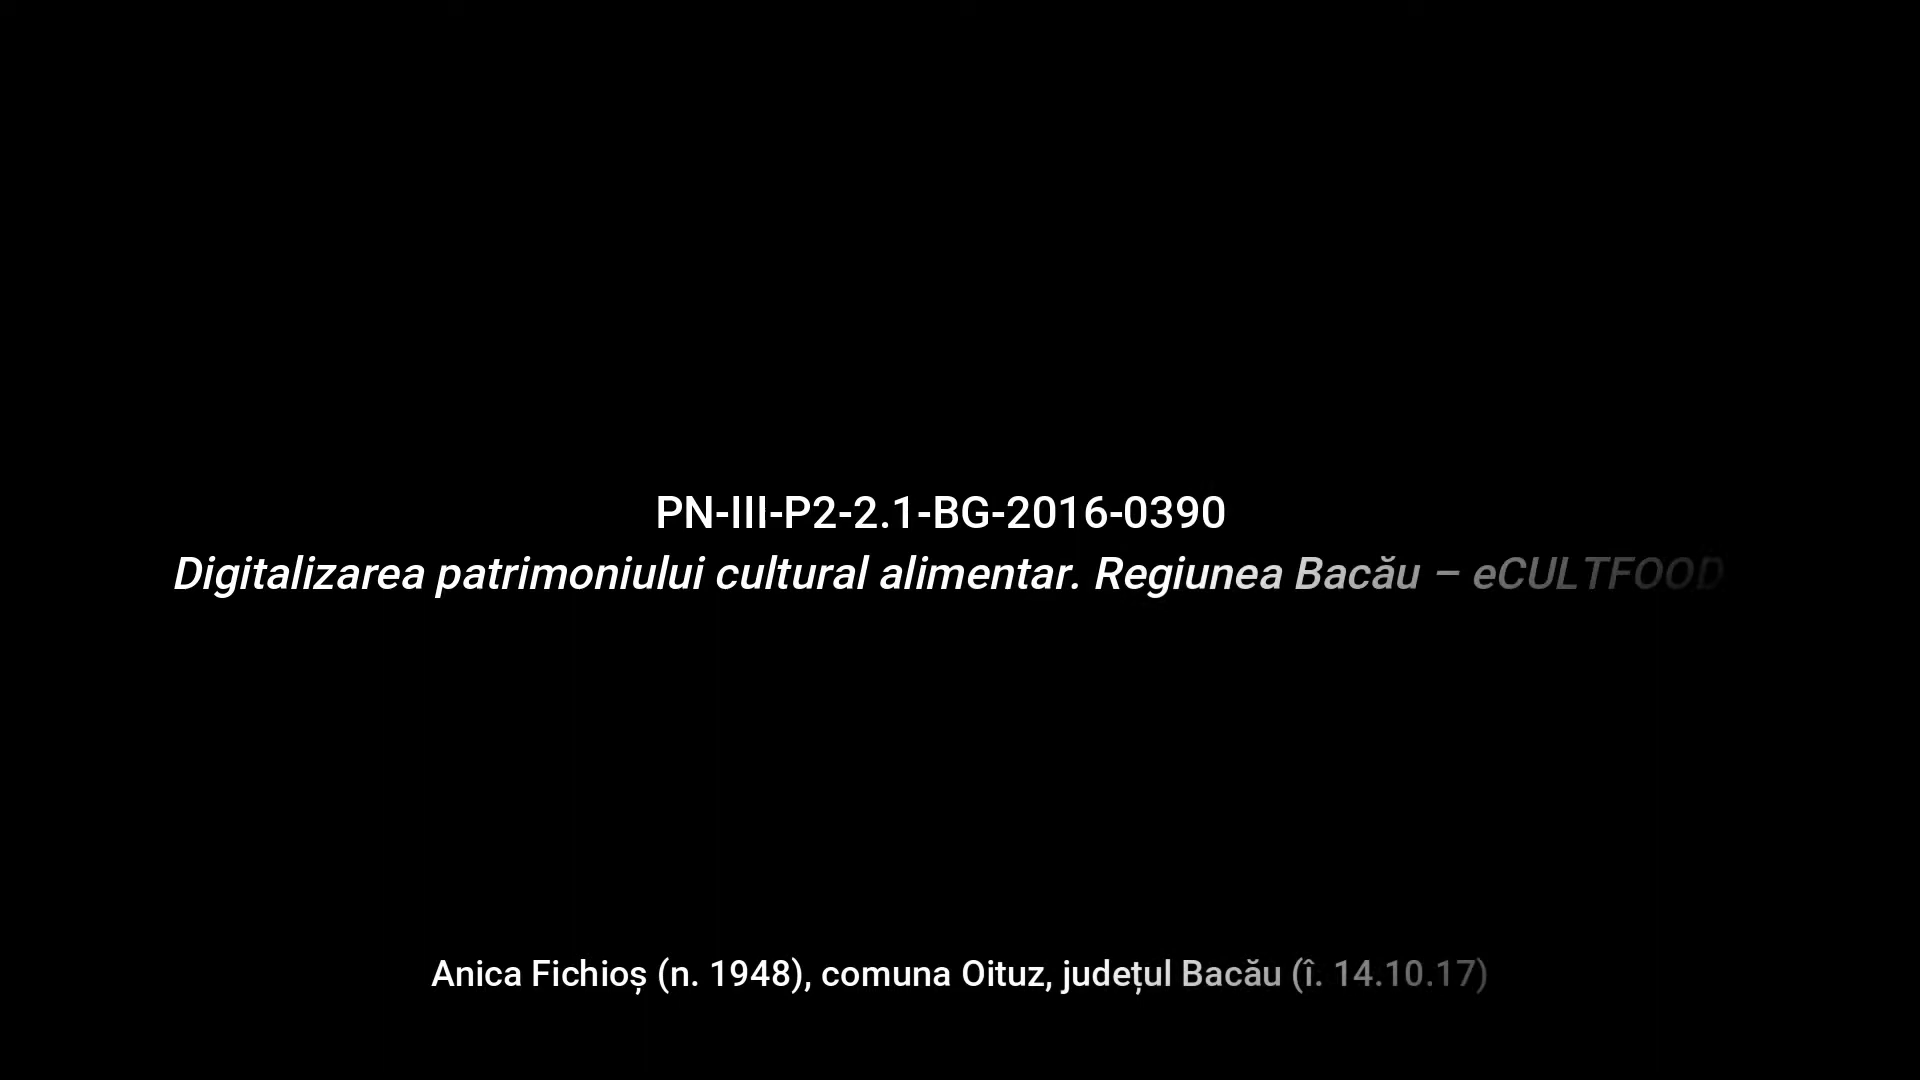 PN-III-P2-2.1-BG-2016-0390
Digitalizarea patrimoniului cultural alimentar. Regiunea Bacău – eCULTFOOD
Anica Fichioș (n. 1948), comuna Oituz, județul Bacău (î. 14.10.17)